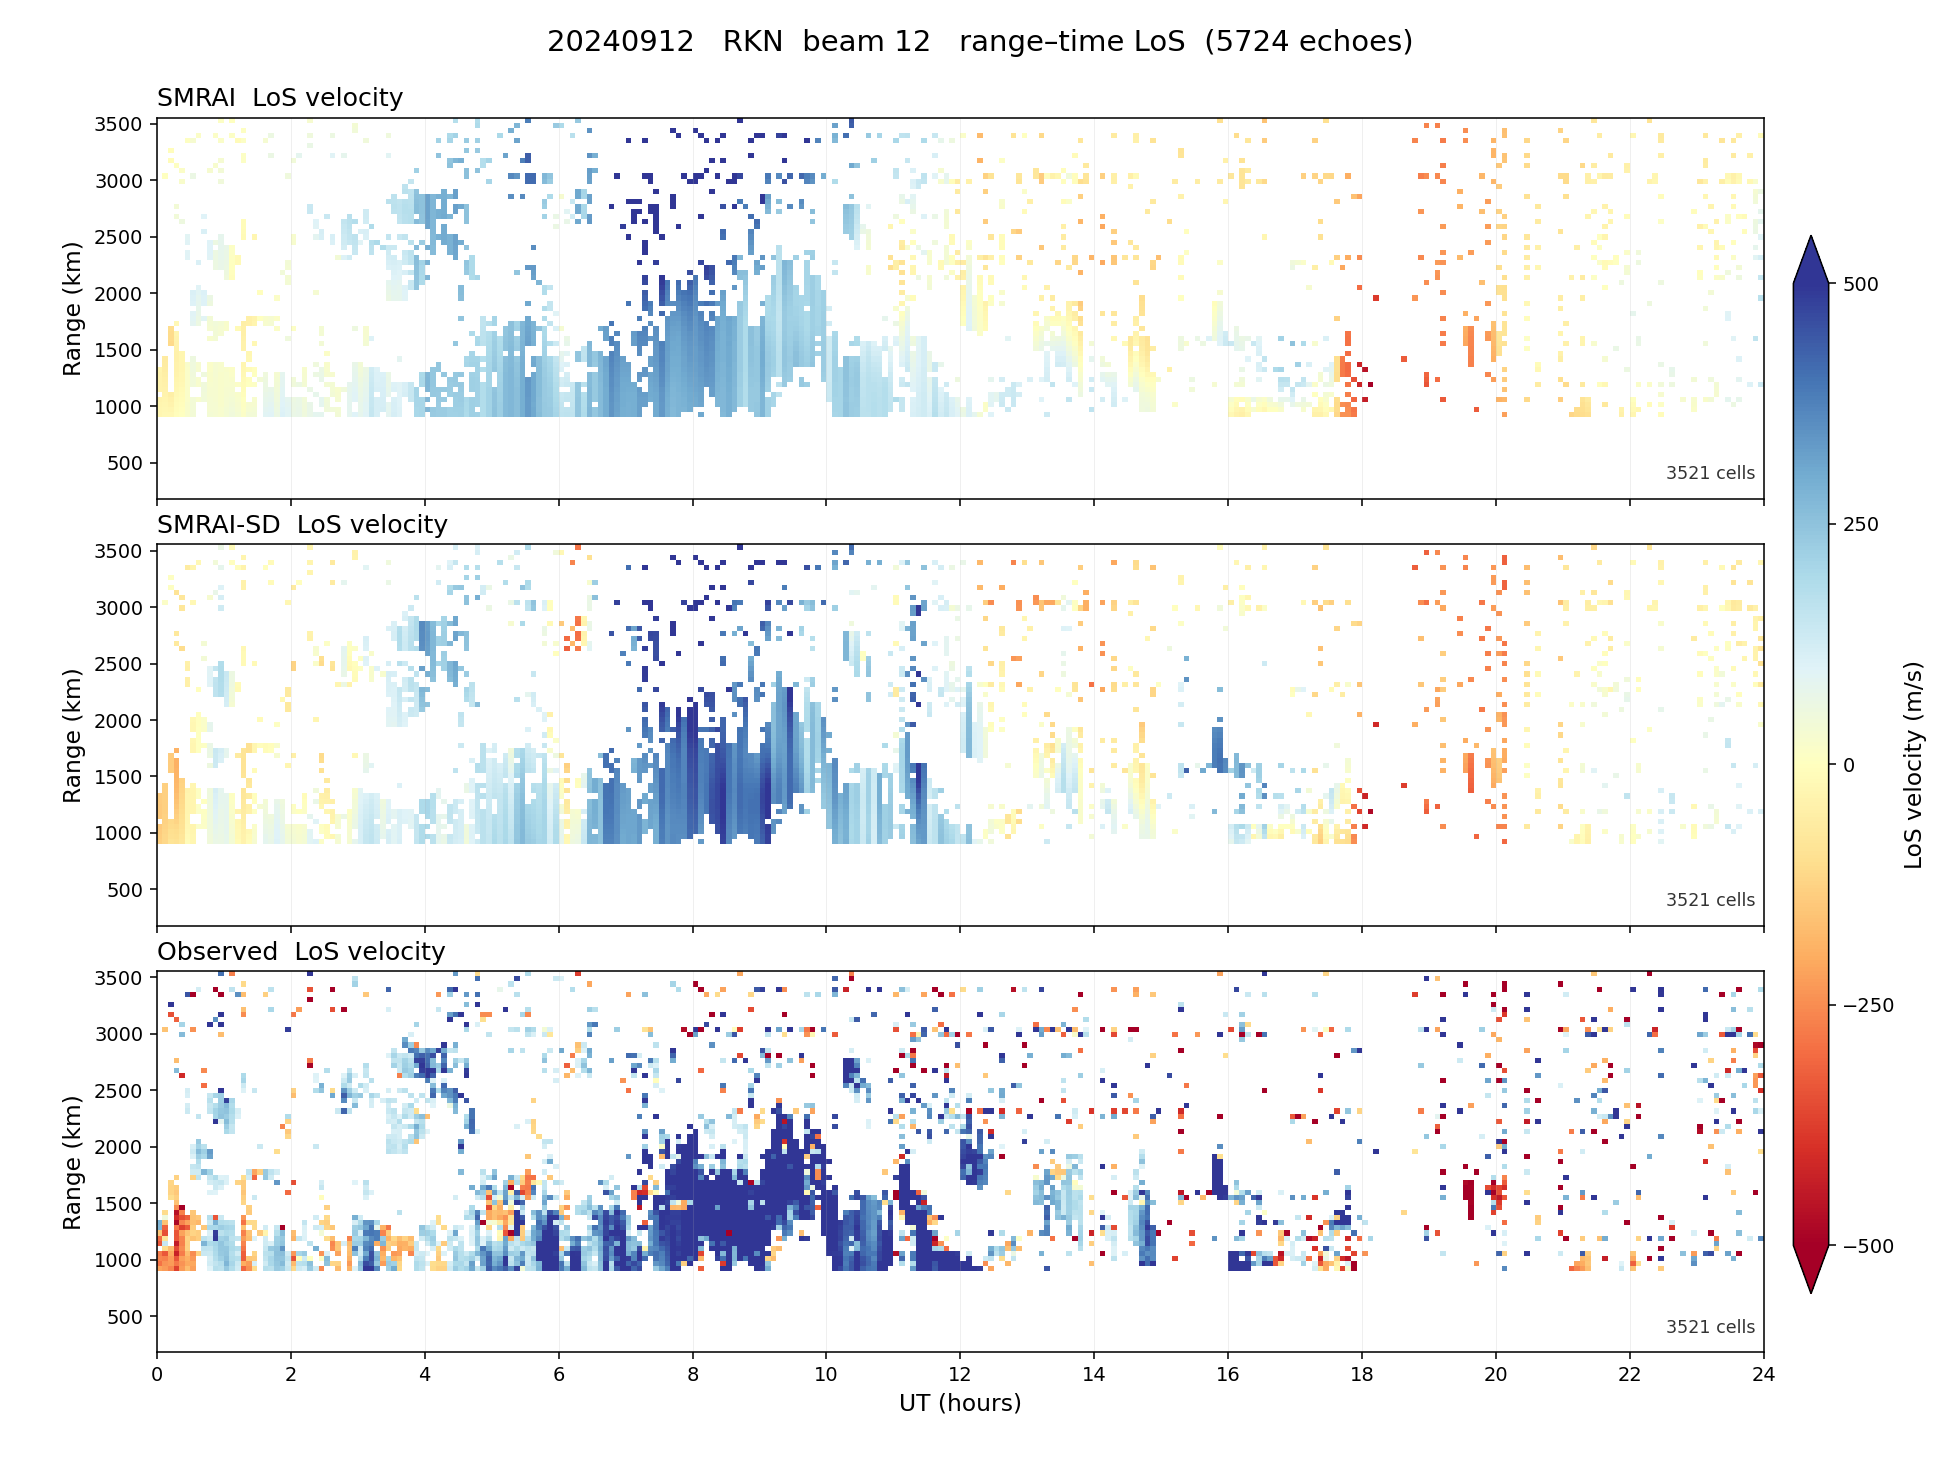 20240912   RKN  beam 12   range–time LoS  (5724 echoes)
SMRAI  LoS velocity
3500
3000
2500
2000
1500
1000
500
Range (km)
3521 cells
SMRAI-SD  LoS velocity
3500
3000
2500
2000
1500
1000
500
Range (km)
3521 cells
Observed  LoS velocity
3500
3000
2500
2000
1500
1000
500
Range (km)
3521 cells
0 2 4 6 8 10 12 14 16 18 20 22 24
UT (hours)
500
250
0
−250
−500
LoS velocity (m/s)